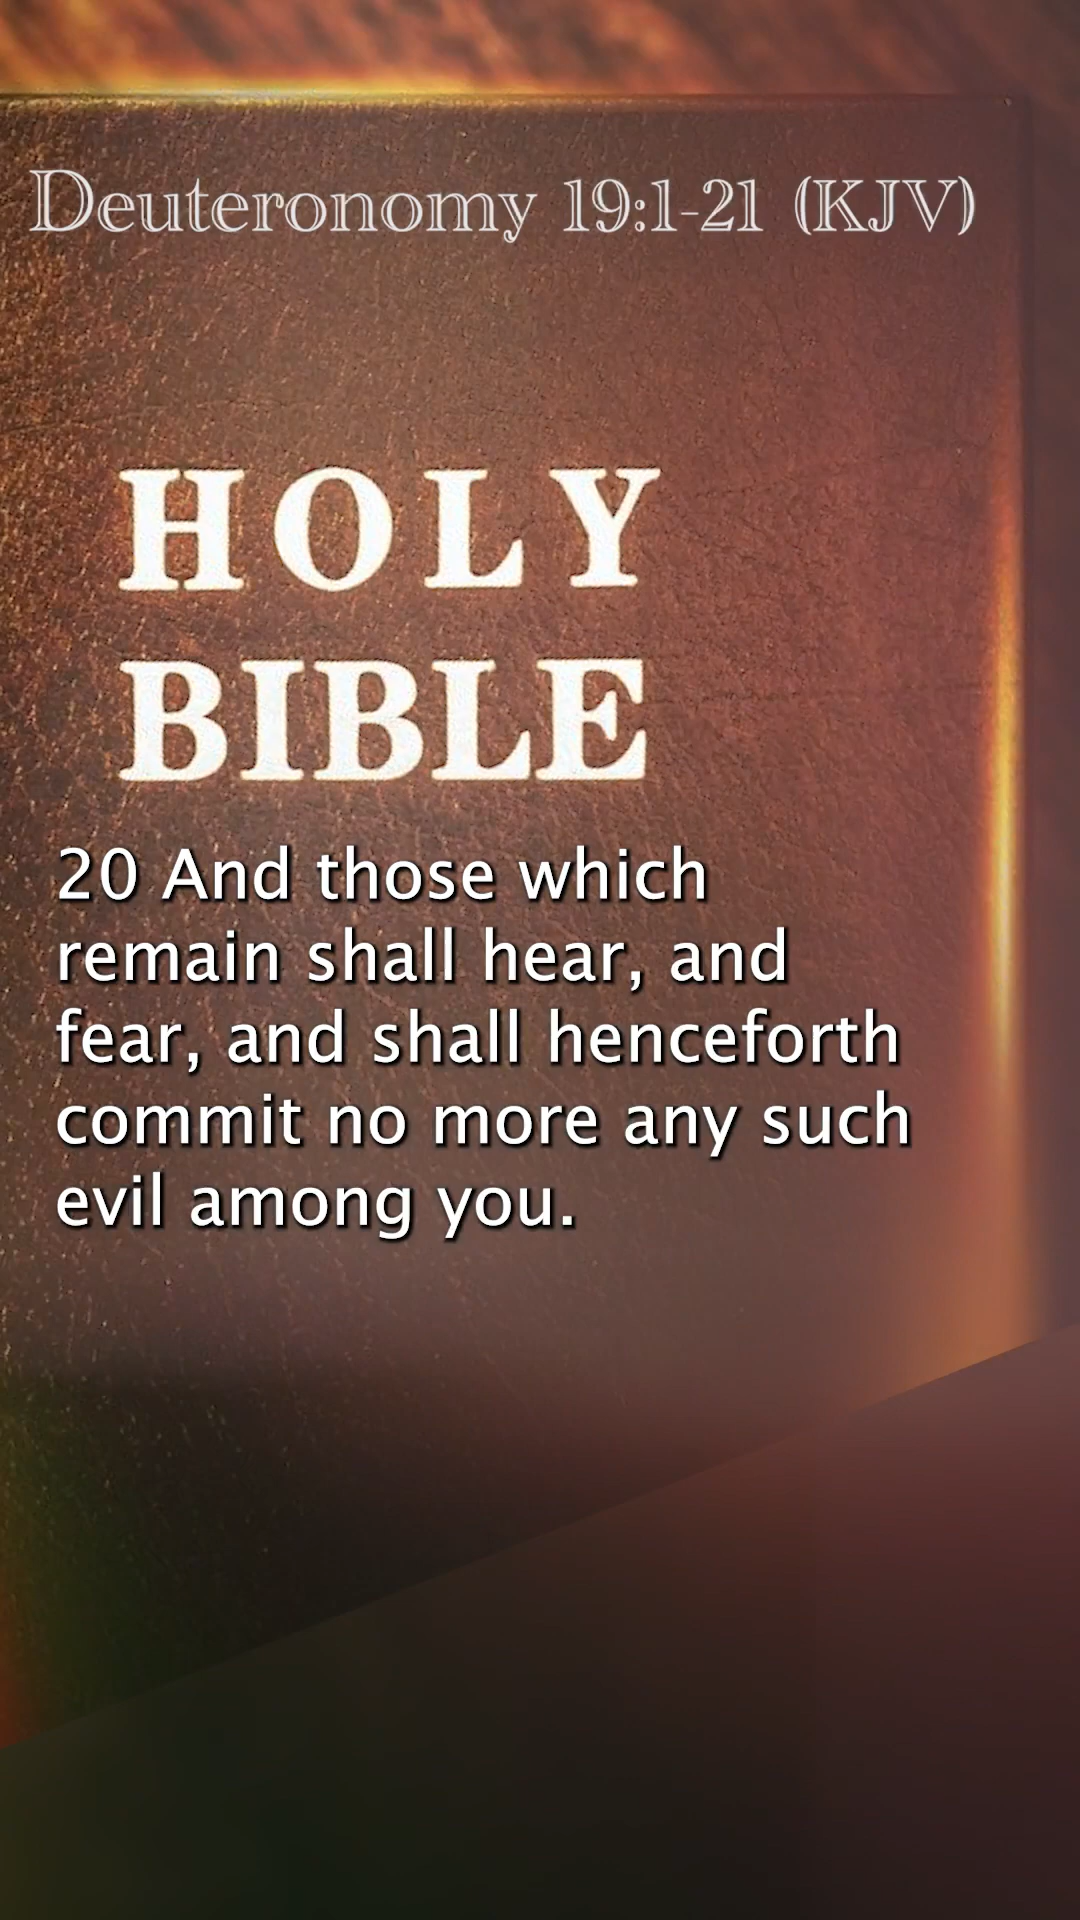 Deuteronomy 19:1-21 (KJV)
HOLY
BIBLE
20 And those which
remain shall hear, and
fear, and shall henceforth
commit no more any such
evil among you.